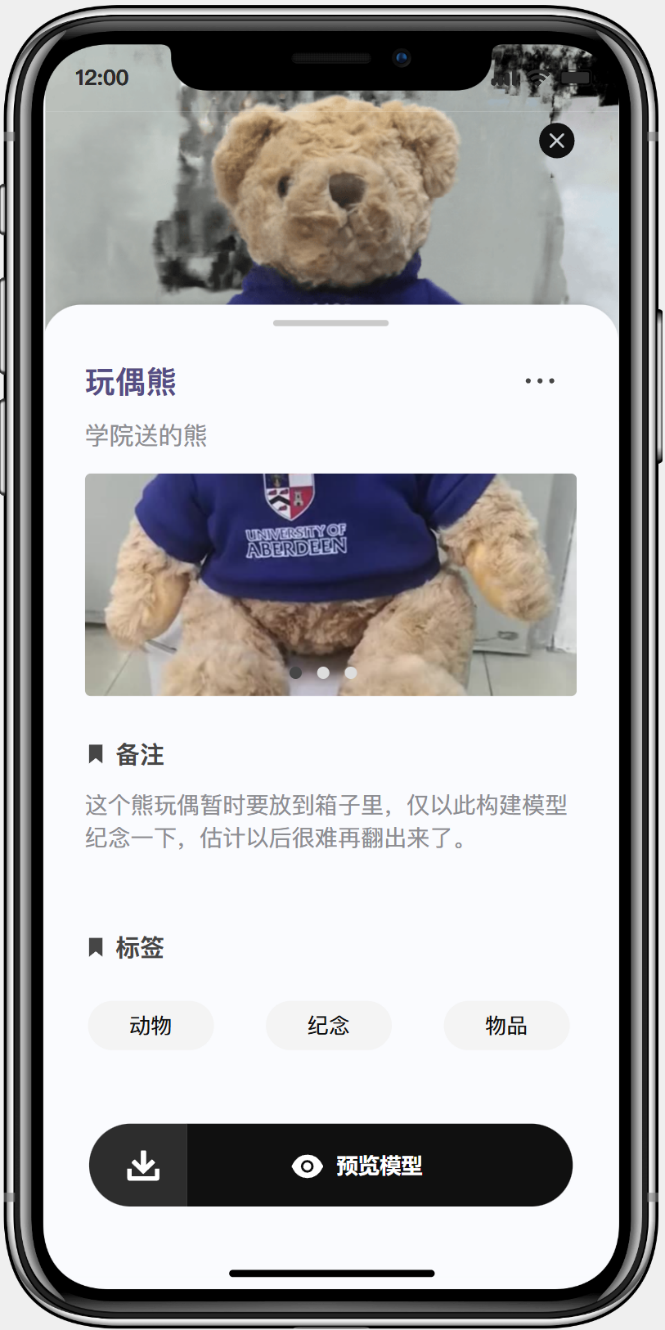 12:00
玩偶熊
学院送的熊
UNIVERSITY OF
ABERDEEN
备注
这个熊玩偶暂时要放到箱子里，仅以此构建模型
纪念一下，估计以后很难再翻出来了。
标签
动物
纪念
物品
预览模型